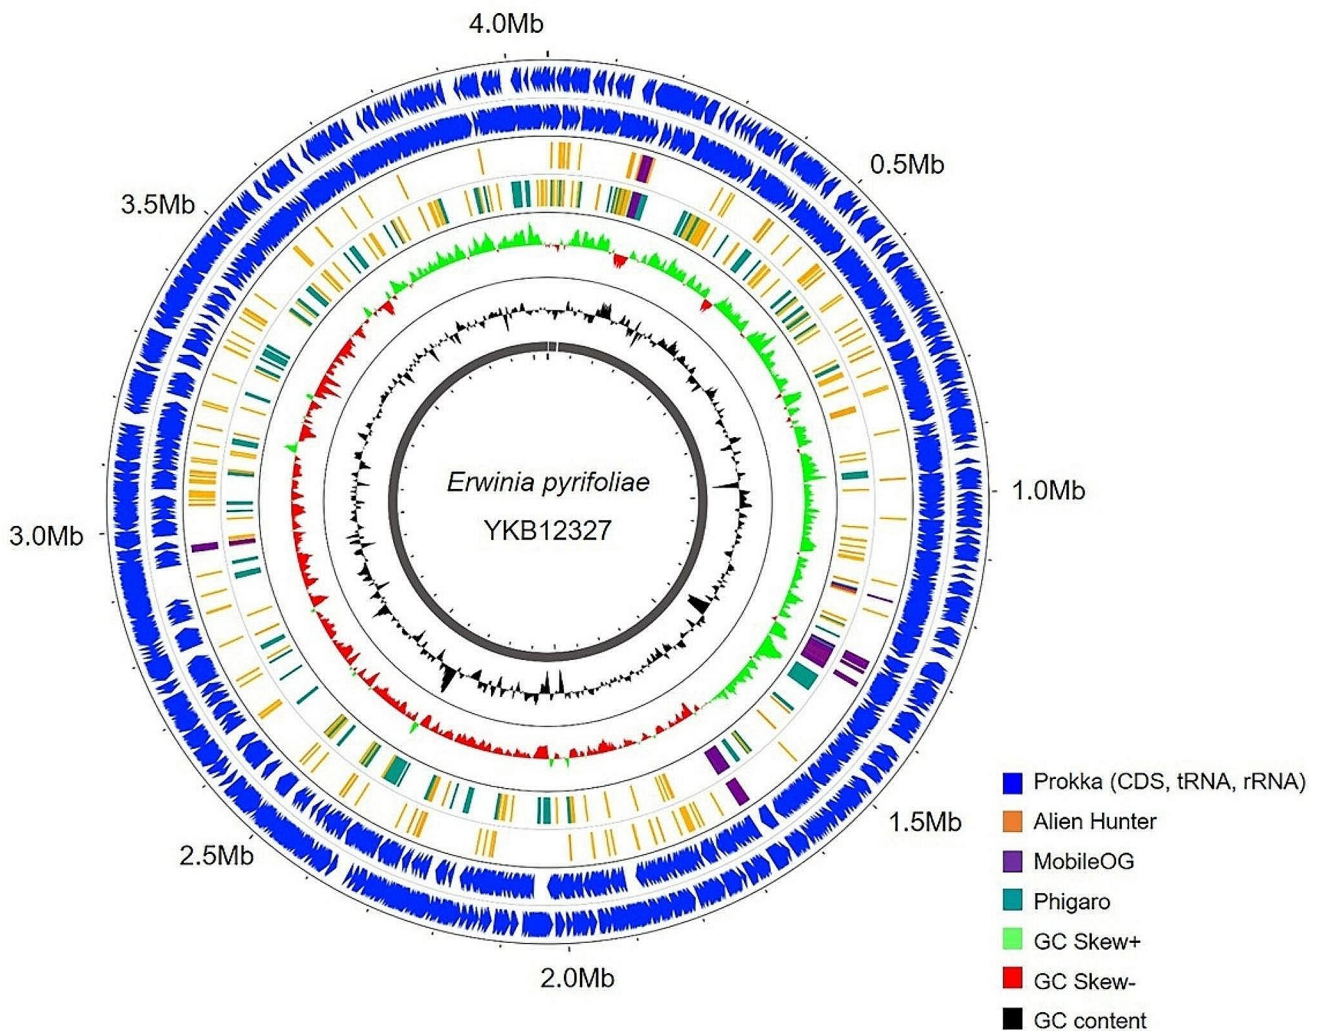 4.0Mb
0.5Mb
3.5Mb
Erwinia pyrifoliae
YKB12327
1.0Mb
3.0Mb
1.5Mb
2.5Mb
2.0Mb
Prokka (CDS, tRNA, rRNA)
Alien Hunter
MobileOG
Phigaro
GC Skew+
GC Skew-
GC content